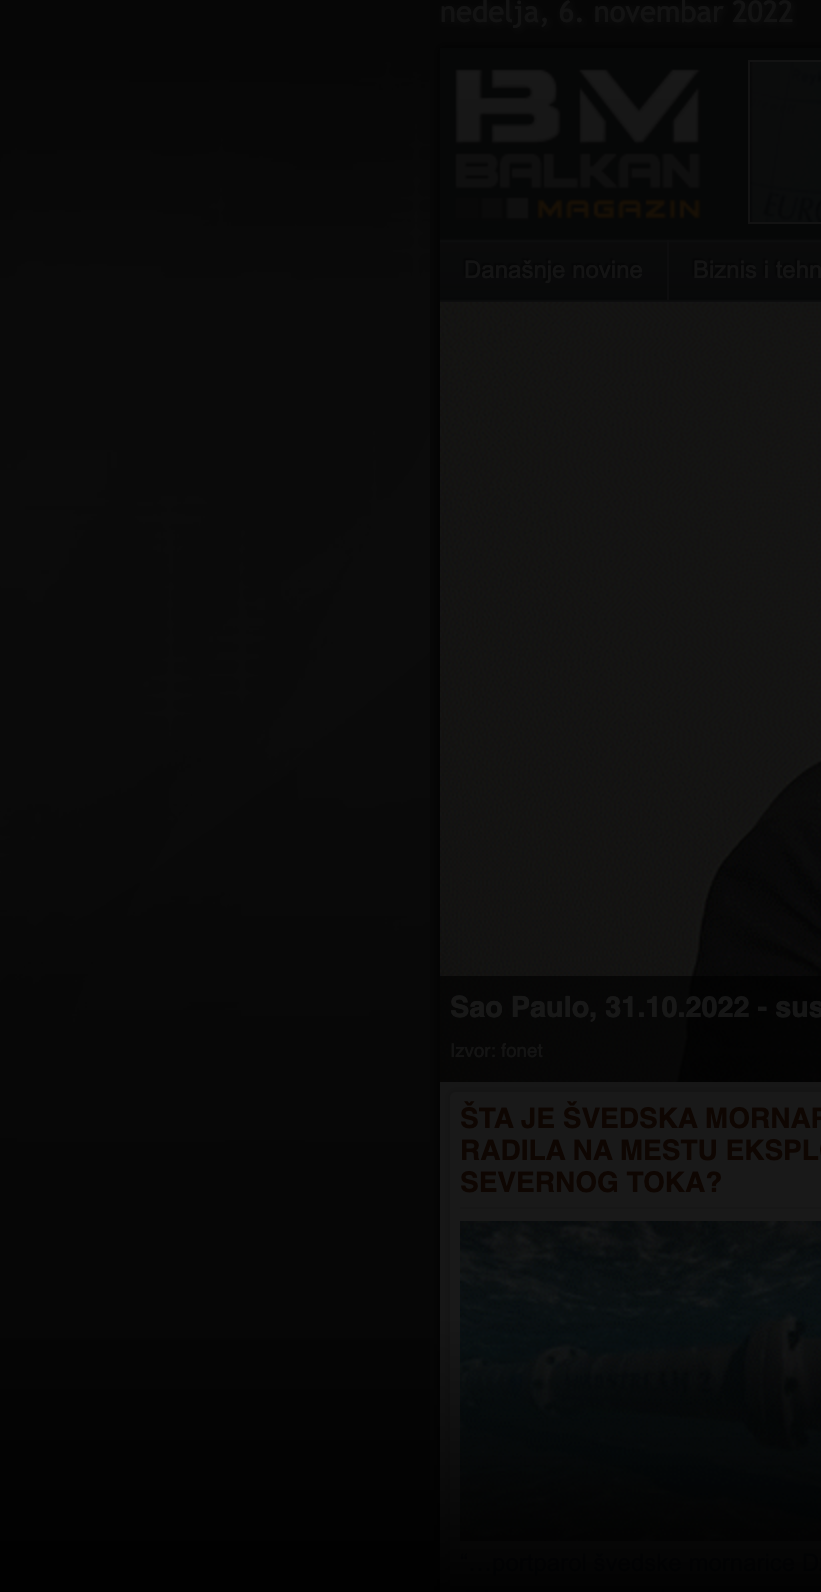 nedelja, 6. novembar 2022
BM
BALKAN
MAGAZIN
Današnje novine
Biznis i tehn
Sao Paulo, 31.10.2022 - sus
Izvor: fonet
ŠTA JE ŠVEDSKA MORNAR
RADILA NA MESTU EKSPL
SEVERNOG TOKA?